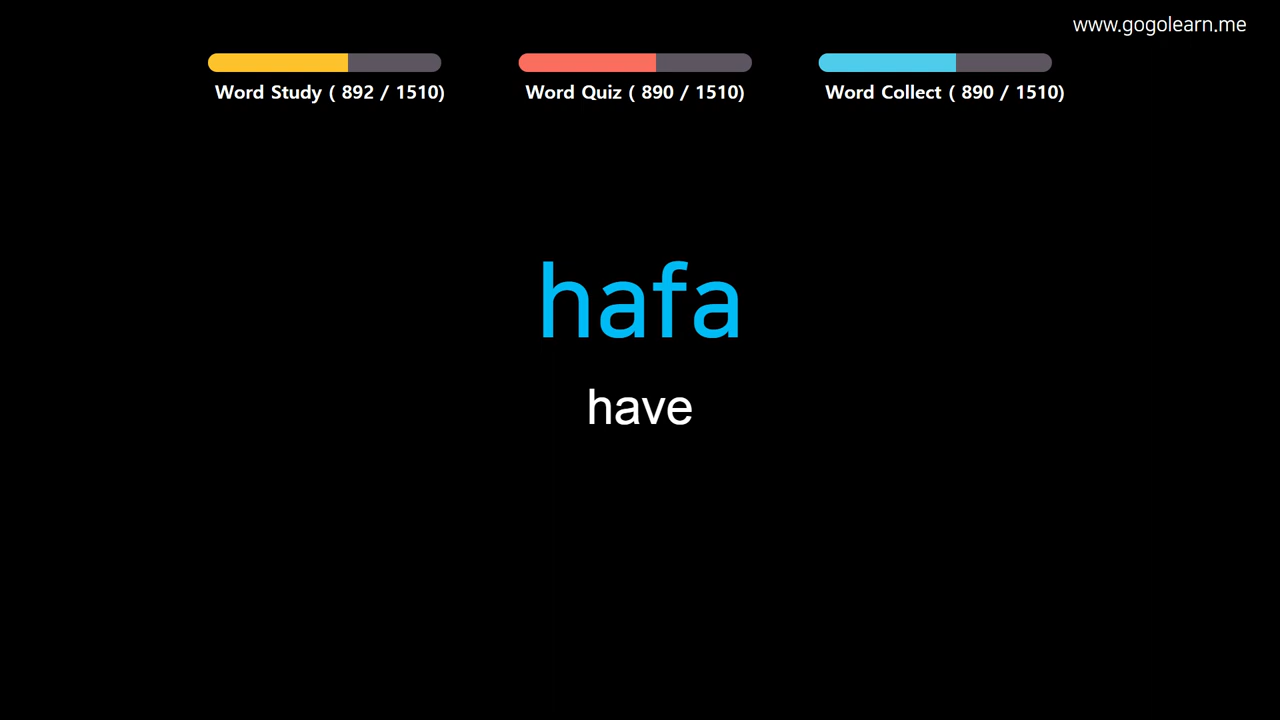 www.gogolearn.me
Word Study ( 892 / 1510)
Word Quiz ( 890 / 1510)
Word Collect ( 890 / 1510)
hafa
have